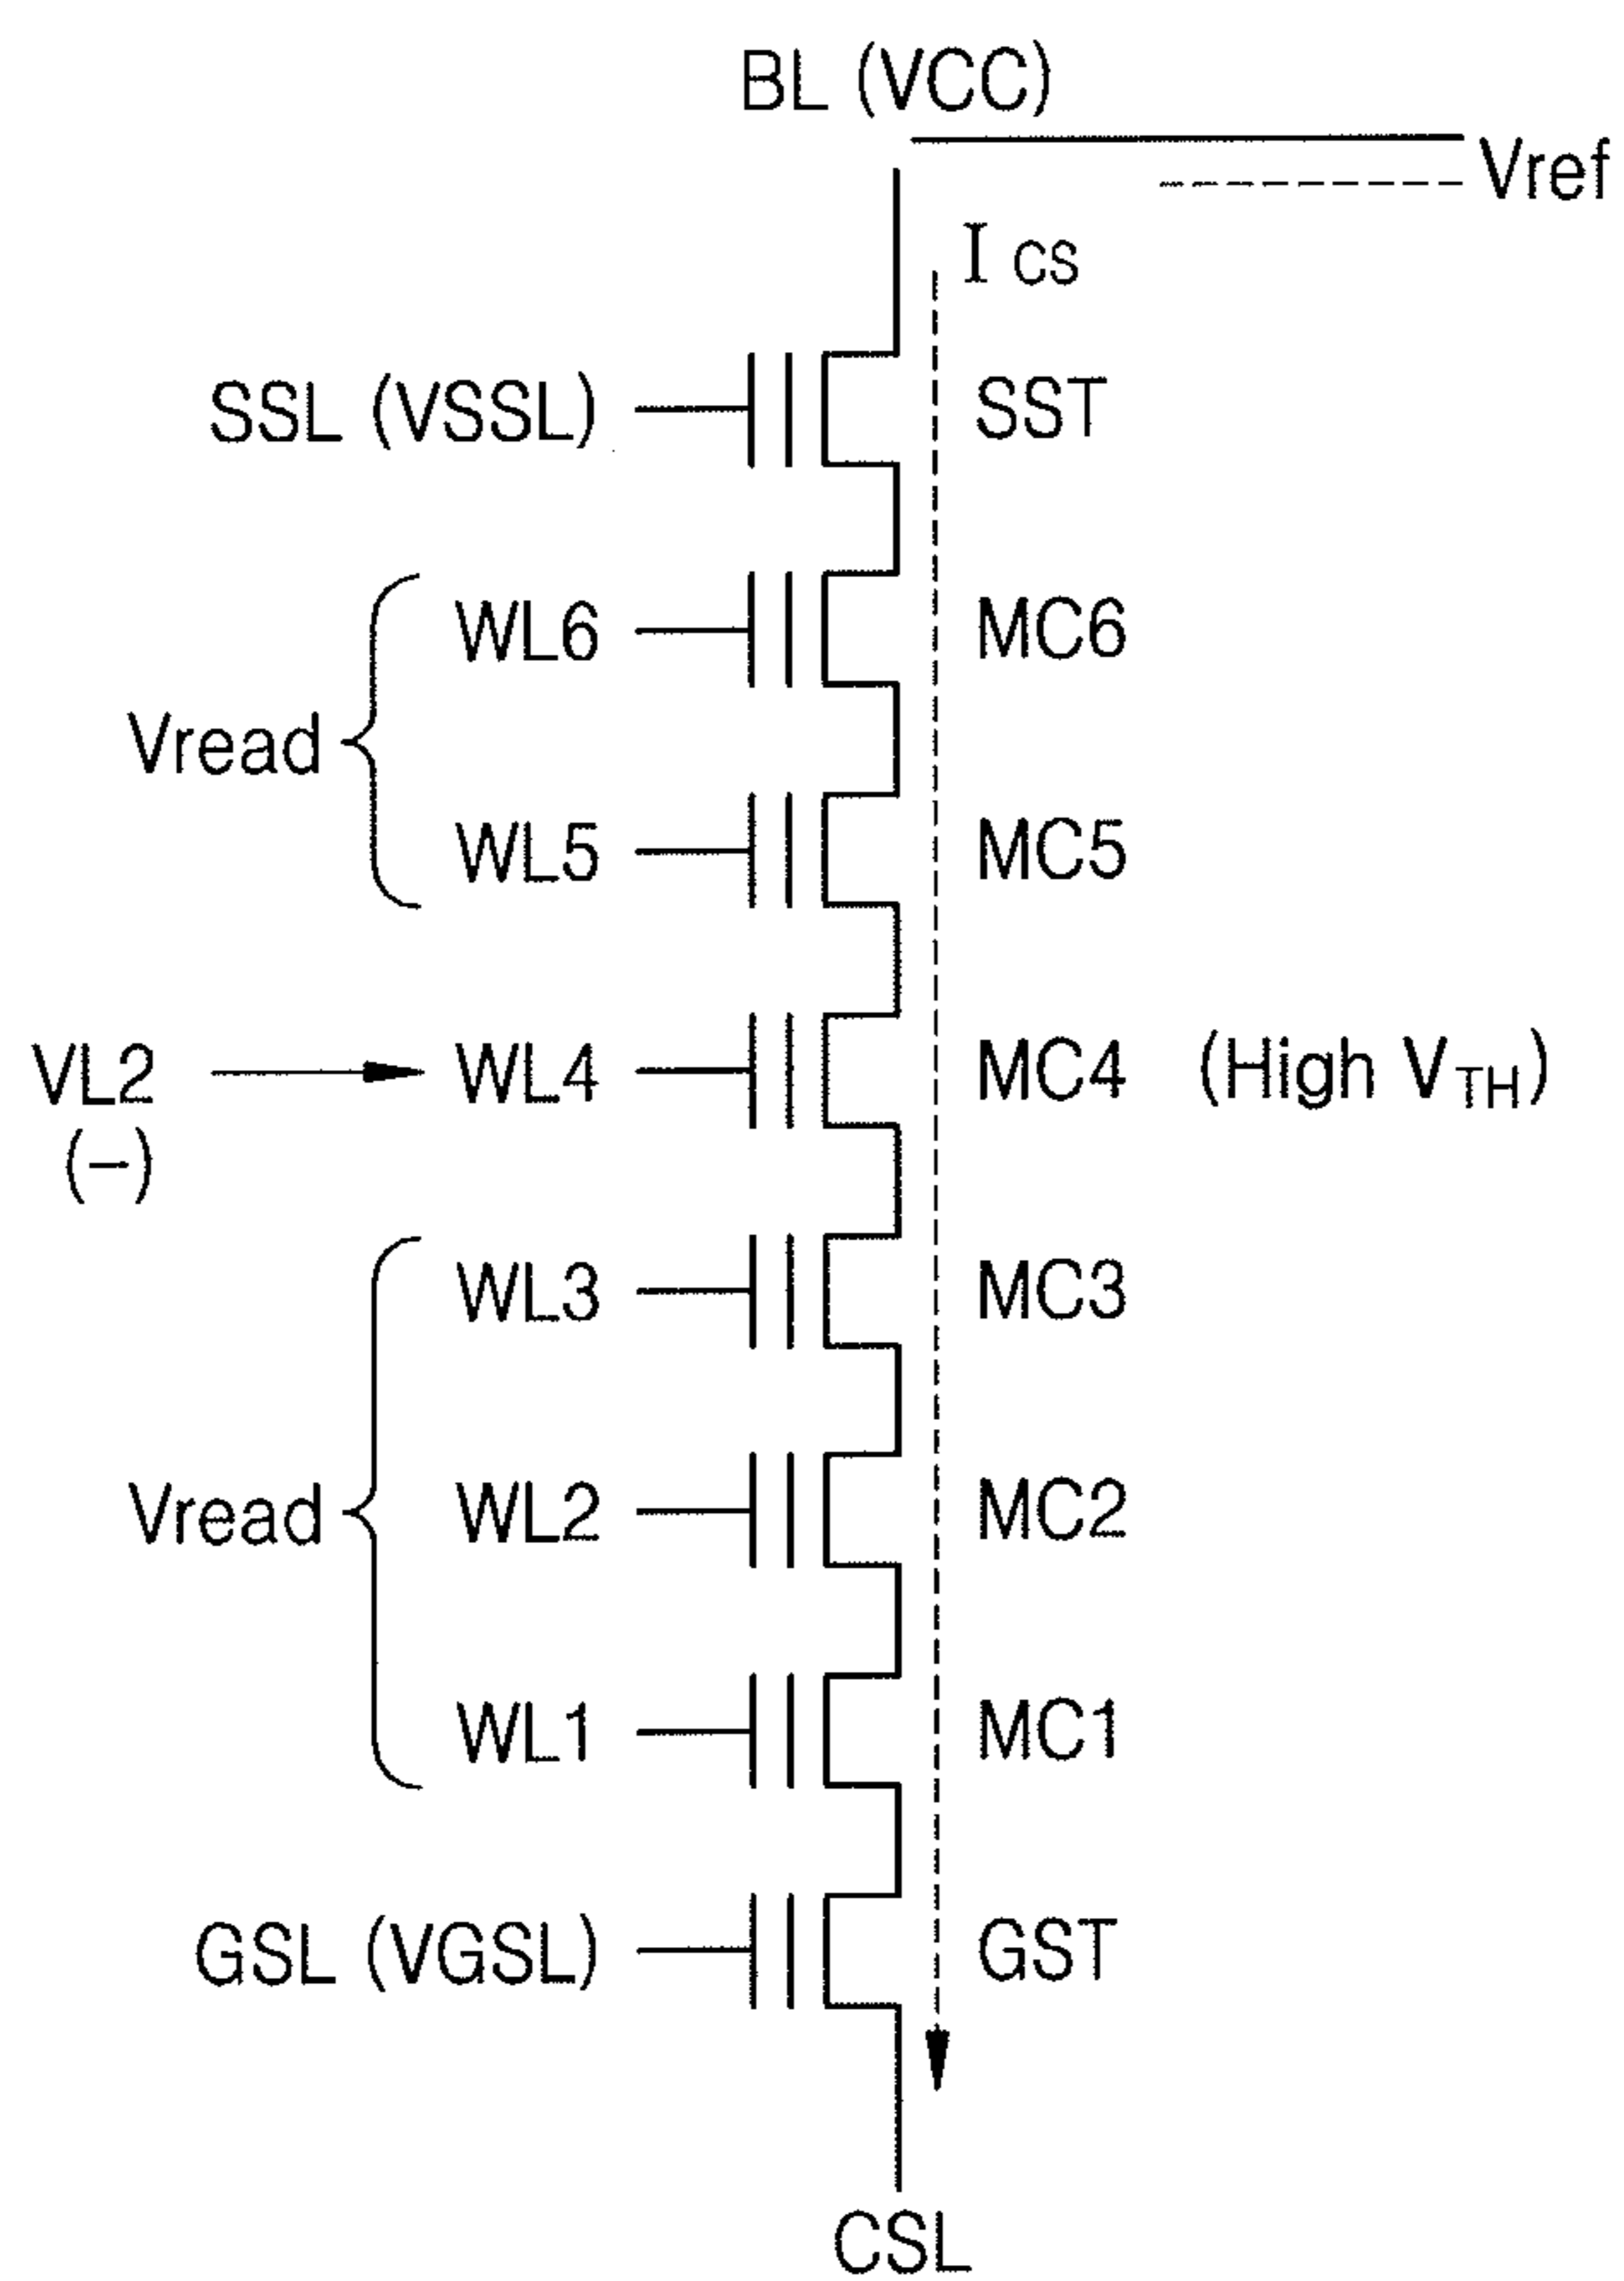 BL (VCC)
Vref
I cs
SSL (VSSL) SST
WL6 MC6
Vread
WL5 MC5
VL2 WL4 MC4 (High VTH)
(−)
WL3 MC3
Vread WL2 MC2
WL1 MC1
GSL (VGSL) GST
CSL